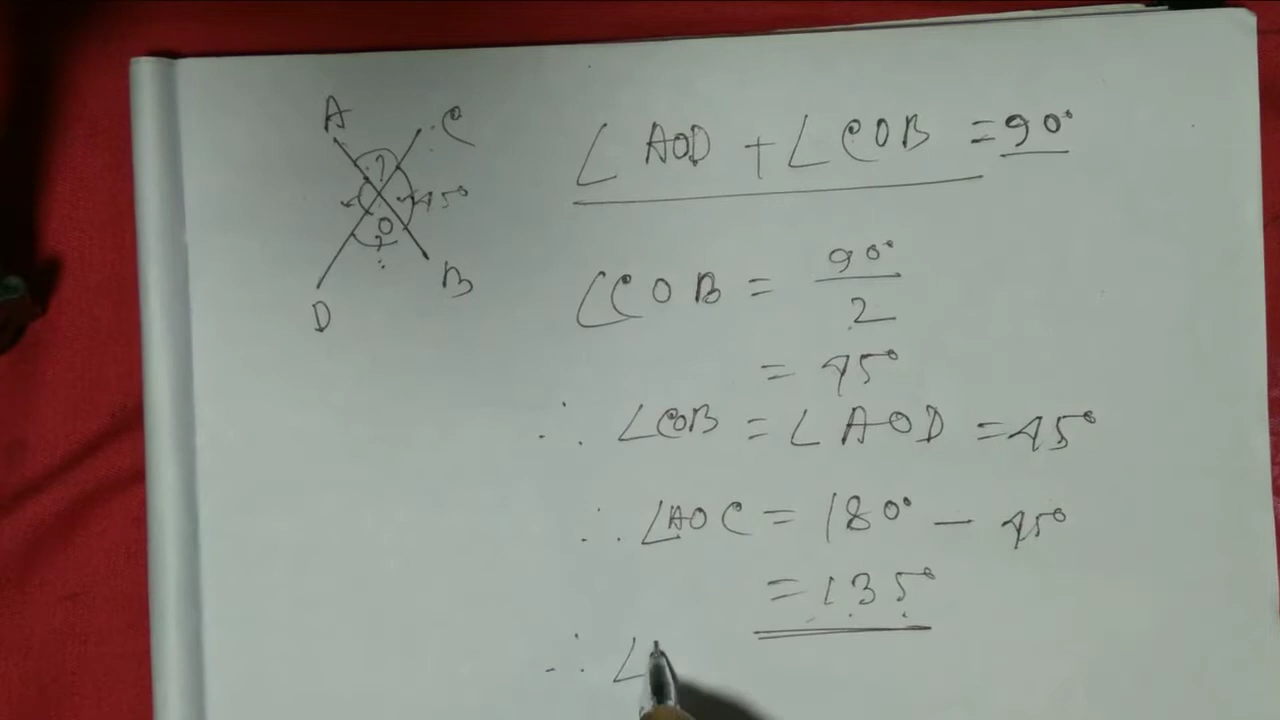 A
C
?
45°
O
?
B
D
∠AOD + ∠COB = 90°
∠COB = 90°/2
= 45°
∴ ∠COB = ∠AOD = 45°
∴ ∠AOC = 180° - 45°
= 135°
∴ ∠